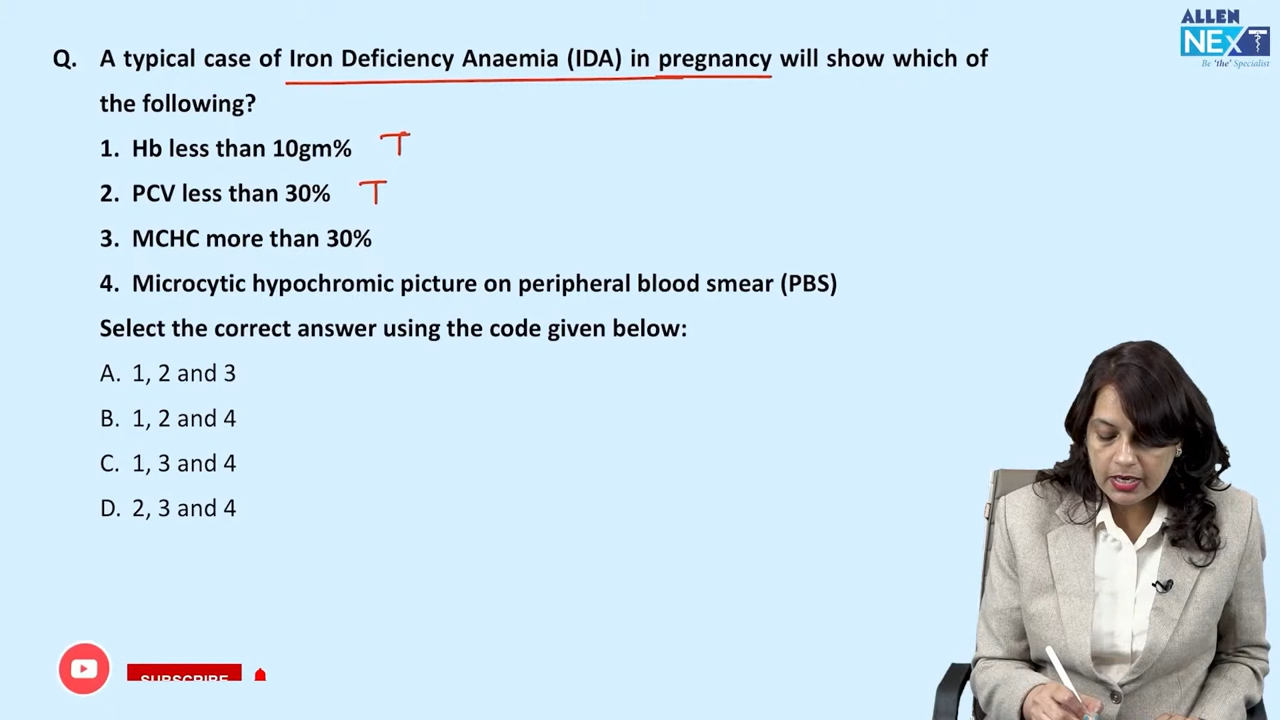 ALLEN
NEXT
Be 'the' Specialist
Q. A typical case of Iron Deficiency Anaemia (IDA) in pregnancy will show which of
the following?
1. Hb less than 10gm% T
2. PCV less than 30% T
3. MCHC more than 30%
4. Microcytic hypochromic picture on peripheral blood smear (PBS)
Select the correct answer using the code given below:
A. 1, 2 and 3
B. 1, 2 and 4
C. 1, 3 and 4
D. 2, 3 and 4
SUBSCRIBE